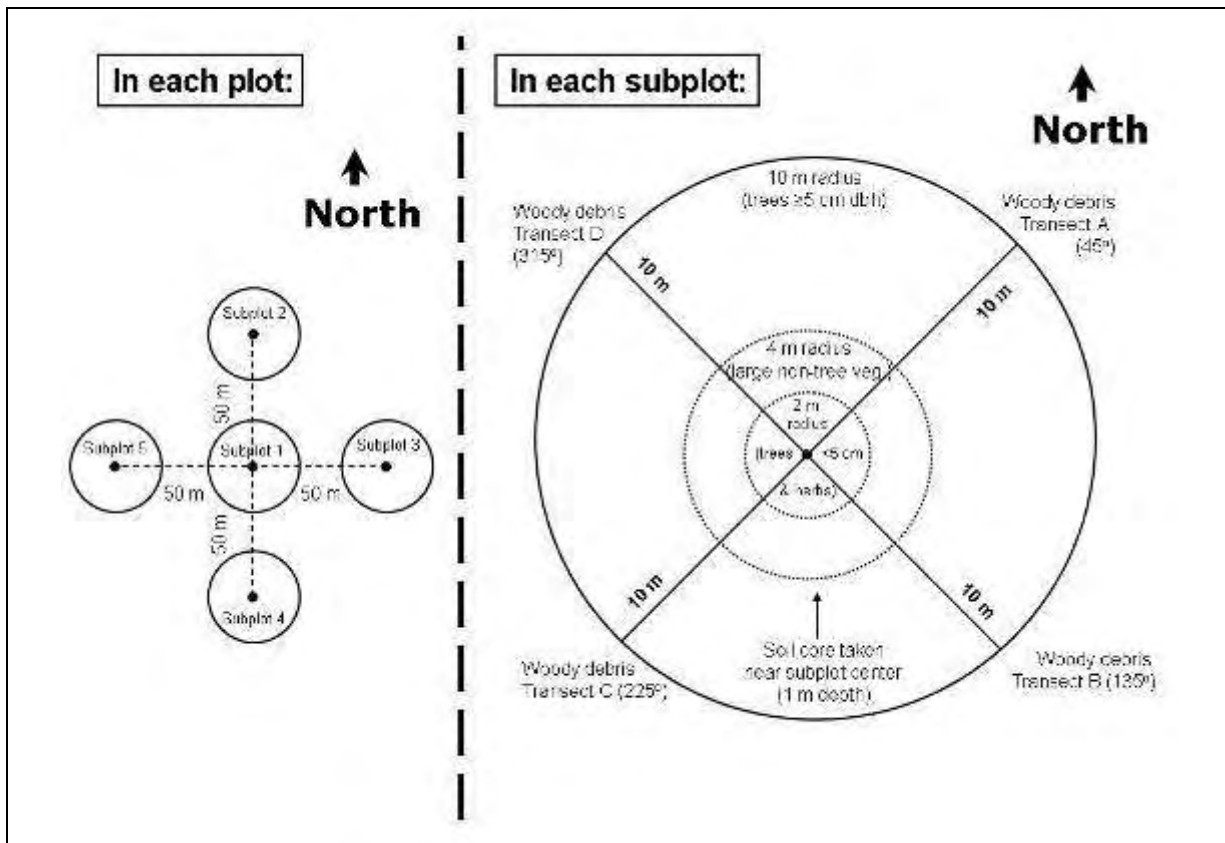 In each plot:
North
Subplot 2
50 m
Subplot 5
Subplot 1
Subplot 3
50 m
50 m
50 m
Subplot 4
In each subplot:
North
10 m radius
(trees ≥5 cm dbh)
Woody debris
Transect D
(315º)
Woody debris
Transect A
(45º)
10 m
10 m
4 m radius
(large non-tree veg.)
2 m
radius
(trees <5 cm
& herbs)
10 m
10 m
Woody debris
Transect C (225º)
Soil core taken
near subplot center
(1 m depth)
Woody debris
Transect B (135º)